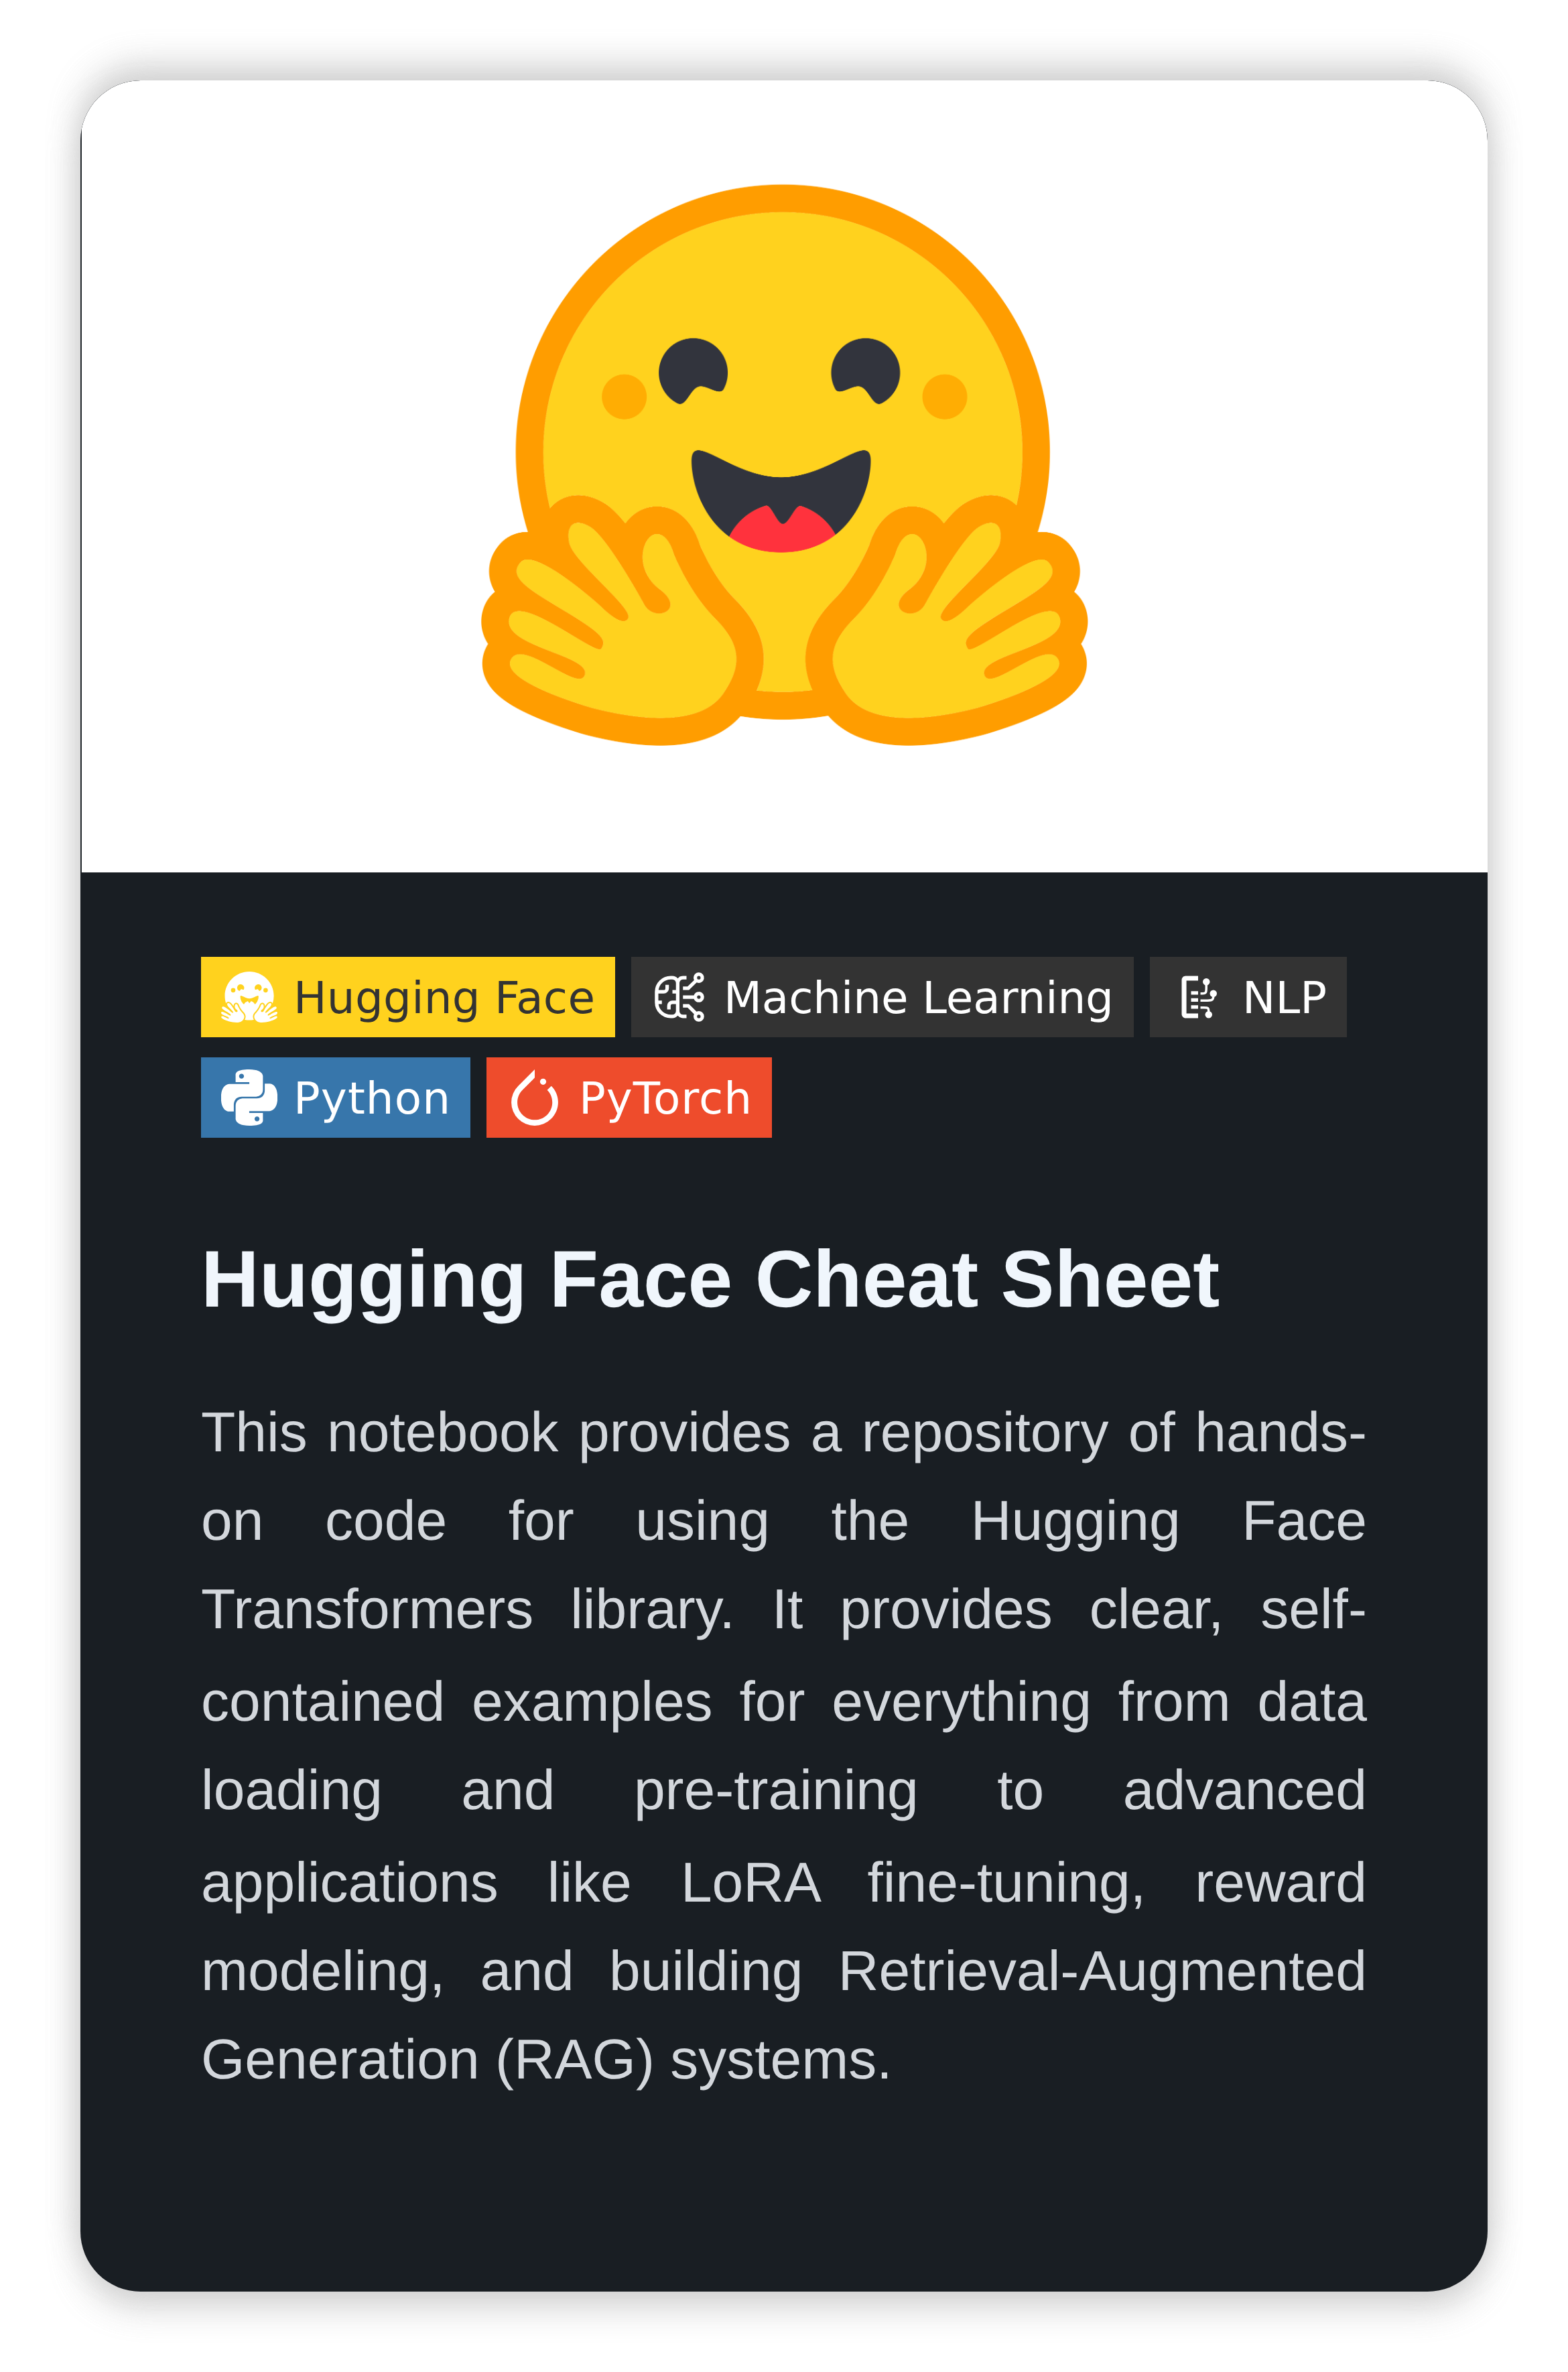 Hugging Face Machine Learning NLP
Python PyTorch
Hugging Face Cheat Sheet
This notebook provides a repository of hands-
on code for using the Hugging Face
Transformers library. It provides clear, self-
contained examples for everything from data
loading and pre-training to advanced
applications like LoRA fine-tuning, reward
modeling, and building Retrieval-Augmented
Generation (RAG) systems.